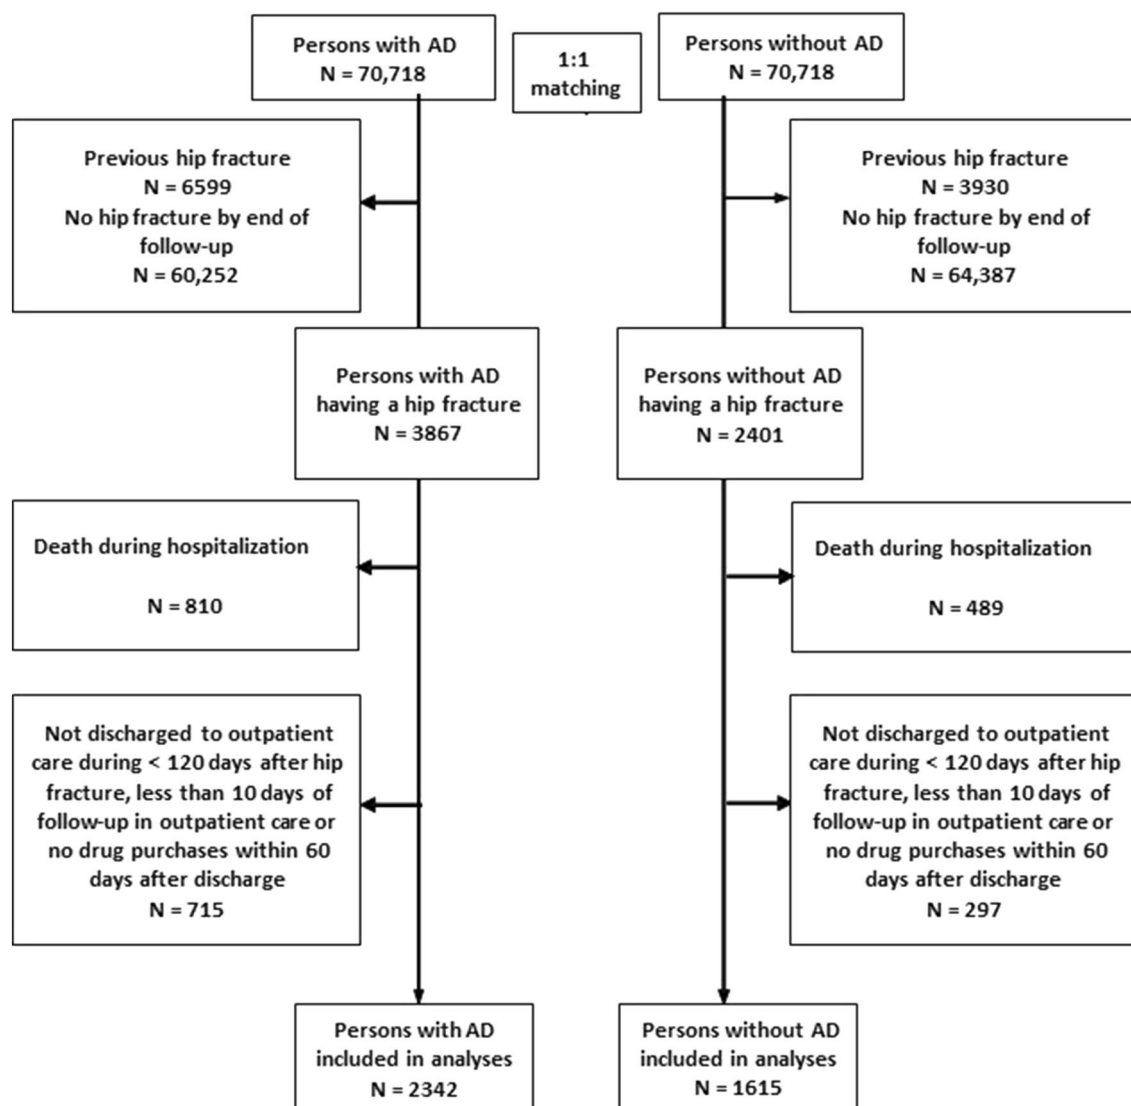 Persons with AD
N = 70,718
1:1
matching
Persons without AD
N = 70,718
Previous hip fracture
N = 6599
No hip fracture by end of
follow-up
N = 60,252
Previous hip fracture
N = 3930
No hip fracture by end of
follow-up
N = 64,387
Persons with AD
having a hip fracture
N = 3867
Persons without AD
having a hip fracture
N = 2401
Death during hospitalization
N = 810
Death during hospitalization
N = 489
Not discharged to outpatient
care during < 120 days after hip
fracture, less than 10 days of
follow-up in outpatient care or
no drug purchases within 60
days after discharge
N = 715
Not discharged to outpatient
care during < 120 days after hip
fracture, less than 10 days of
follow-up in outpatient care or
no drug purchases within 60
days after discharge
N = 297
Persons with AD
included in analyses
N = 2342
Persons without AD
included in analyses
N = 1615